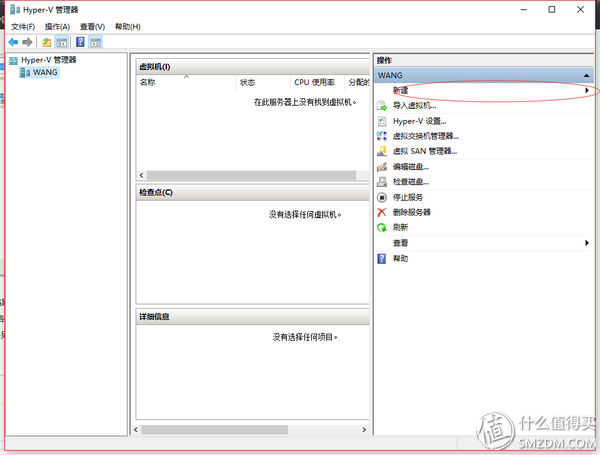 Hyper-V 管理器
文件(F) 操作(A) 查看(V) 帮助(H)
Hyper-V 管理器
WANG
虚拟机(I)
名称 状态 CPU 使用率 分配的
在此服务器上没有找到虚拟机。
检查点(C)
没有选择任何虚拟机。
详细信息
没有选择任何项目。
操作
WANG
新建
导入虚拟机...
Hyper-V 设置...
虚拟交换机管理器...
虚拟 SAN 管理器...
编辑磁盘...
检查磁盘...
停止服务
删除服务器
刷新
查看
帮助
值 什么值得买
SMZDM.COM